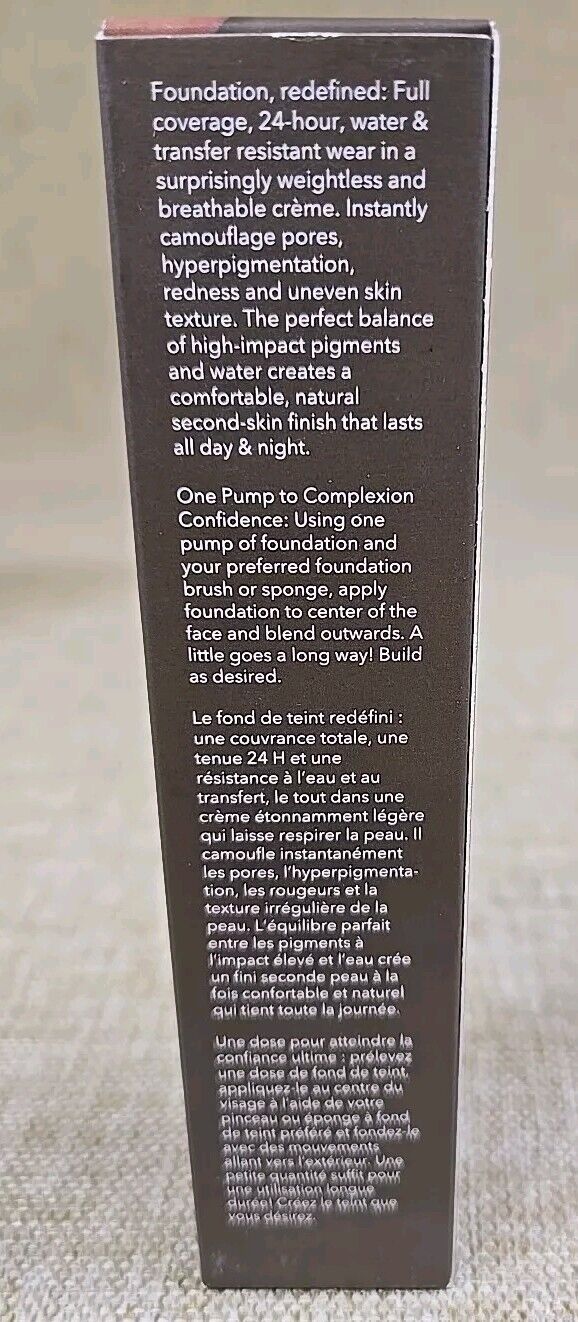 Foundation, redefined: Full
coverage, 24-hour, water &
transfer resistant wear in a
surprisingly weightless and
breathable crème. Instantly
camouflage pores,
hyperpigmentation,
redness and uneven skin
texture. The perfect balance
of high-impact pigments
and water creates a
comfortable, natural
second-skin finish that lasts
all day & night.
One Pump to Complexion
Confidence: Using one
pump of foundation and
your preferred foundation
brush or sponge, apply
foundation to center of the
face and blend outwards. A
little goes a long way! Build
as desired.
Le fond de teint redéfini :
une couvrance totale, une
tenue 24 H et une
résistance à l'eau et au
transfert, le tout dans une
crème étonnamment légère
qui laisse respirer la peau. Il
camoufle instantanément
les pores, l'hyperpigmenta-
tion, les rougeurs et la
texture irrégulière de la
peau. L'équilibre parfait
entre les pigments à
l'impact élevé et l'eau crée
un fini seconde peau à la
fois confortable et naturel
qui tient toute la journée.
Une dose pour atteindre la
confiance ultime : prélevez
une dose de fond de teint,
appliquez-le au centre du
visage à l'aide de votre
pinceau ou éponge à fond
de teint préféré et fondez-le
avec des mouvements
allant vers l'extérieur. Une
petite quantité suffit pour
une utilisation longue
durée! Créez le teint que
vous désirez.